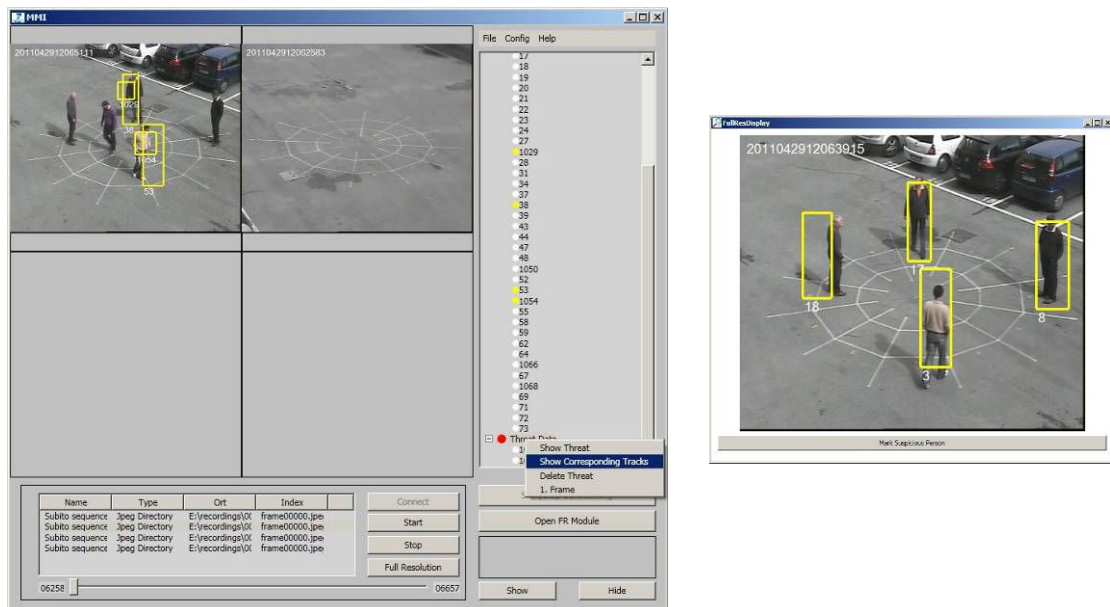 MMI
File Config Help
2011042912065111
2011042912062583
1029
38
1054
53
17
18
19
20
21
22
23
24
27
1029
28
31
34
37
38
39
43
44
47
48
1050
52
53
1054
55
58
59
62
64
1066
67
1068
69
71
72
73
Threat Data
Show Threat
Show Corresponding Tracks
Delete Threat
1. Frame
Open FR Module
Show Hide
Name Type Ort Index
Subito sequence Jpeg Directory E:\recordings\0( frame00000.jpe
Subito sequence Jpeg Directory E:\recordings\0( frame00000.jpe
Subito sequence Jpeg Directory E:\recordings\0( frame00000.jpe
Subito sequence Jpeg Directory E:\recordings\0( frame00000.jpe
Connect
Start
Stop
Full Resolution
06258 06657
FullResDisplay
2011042912063915
17
18
8
3
Mark Suspicious Person